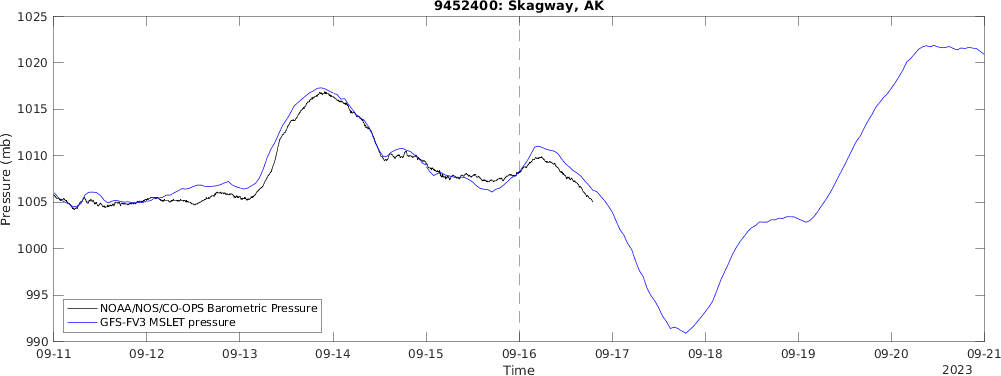 9452400: Skagway, AK
1025
1020
1015
1010
1005
1000
995
990
Pressure (mb)
NOAA/NOS/CO-OPS Barometric Pressure
GFS-FV3 MSLET pressure
09-11 09-12 09-13 09-14 09-15 09-16 09-17 09-18 09-19 09-20 09-21
Time
2023